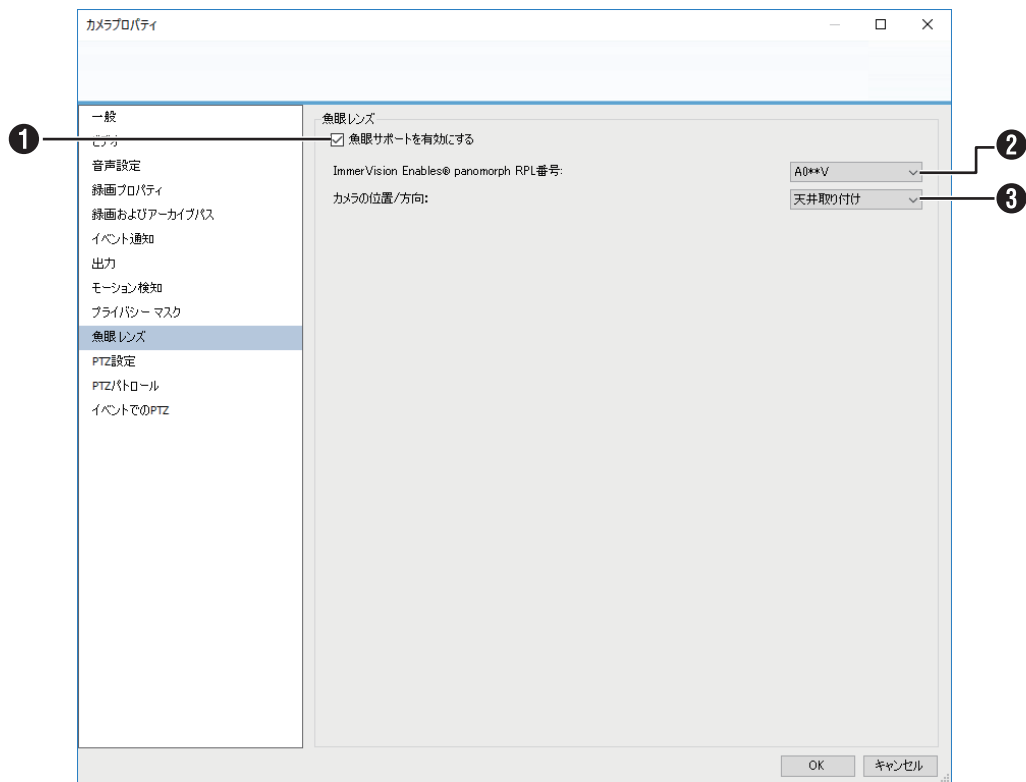 カメラプロパティ
一般
❶
ビデオ
音声設定
録画プロパティ
録画およびアーカイブパス
イベント通知
出力
モーション検知
プライバシー マスク
魚眼レンズ
PTZ設定
PTZパトロール
イベントでのPTZ
魚眼レンズ
魚眼サポートを有効にする
ImmerVision Enables® panomorph RPL番号:
A0**V
❷
カメラの位置/方向:
天井取り付け
❸
OK
キャンセル